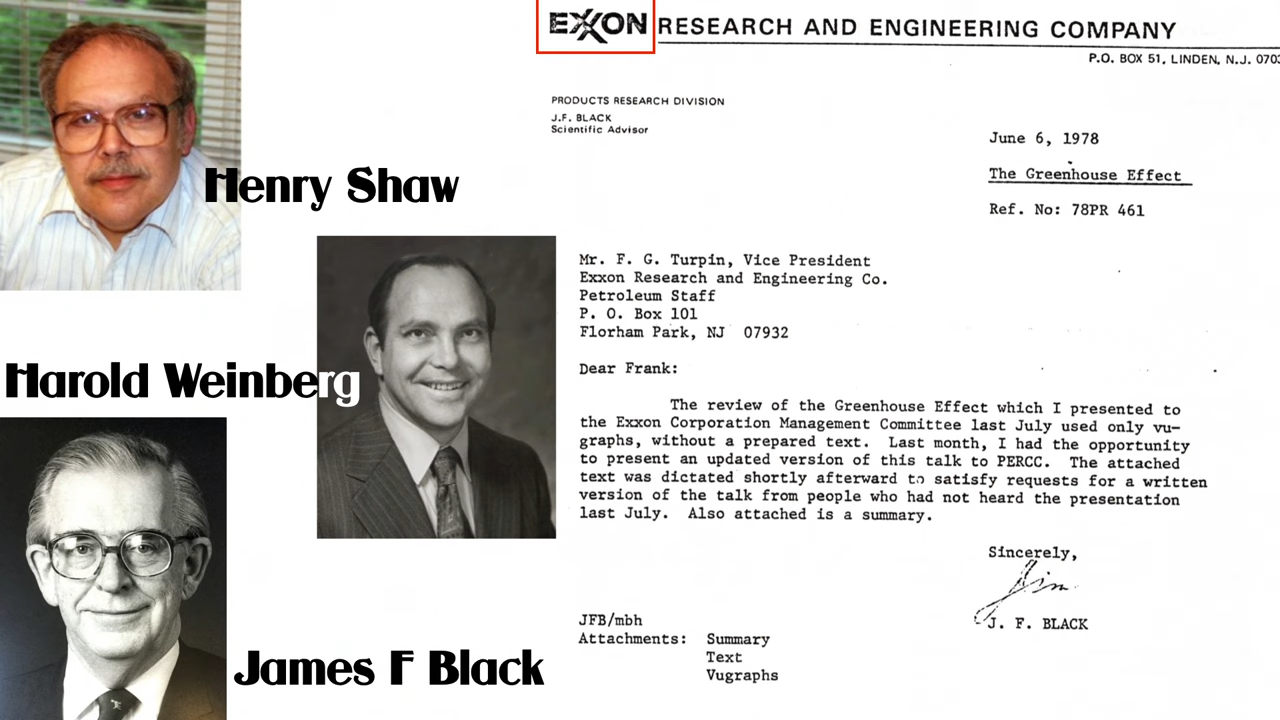 Henry Shaw
Harold Weinberg
James F Black
EXXON RESEARCH AND ENGINEERING COMPANY
P.O. BOX 51, LINDEN, N.J.
PRODUCTS RESEARCH DIVISION
J.F. BLACK
Scientific Advisor
June 6, 1978
The Greenhouse Effect
Ref. No: 78PR 461
Mr. F. G. Turpin, Vice President
Exxon Research and Engineering Co.
Petroleum Staff
P. O. Box 101
Florham Park, NJ 07932
Dear Frank:
The review of the Greenhouse Effect which I presented to
the Exxon Corporation Management Committee last July used only vu-
graphs, without a prepared text. Last month, I had the opportunity
to present an updated version of this talk to PERCC. The attached
text was dictated shortly afterward to satisfy requests for a written
version of the talk from people who had not heard the presentation
last July. Also attached is a summary.
Sincerely,
Jim
J. F. BLACK
JFB/mbh
Attachments: Summary
Text
Vugraphs